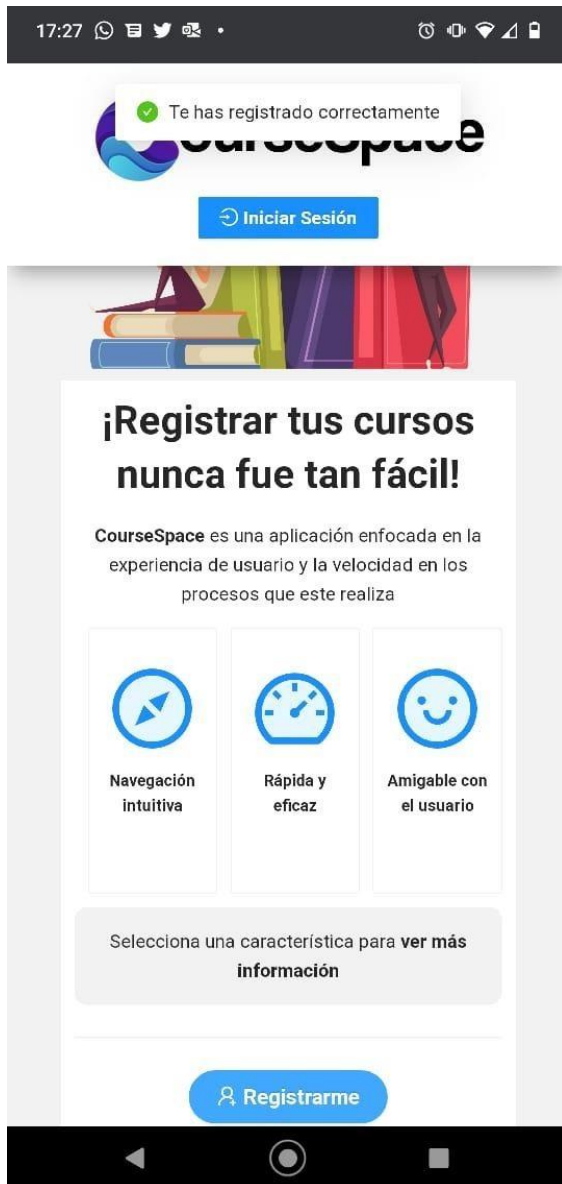 17:27
Te has registrado correctamente
CourseSpace
Iniciar Sesión
¡Registrar tus cursos
nunca fue tan fácil!
CourseSpace es una aplicación enfocada en la
experiencia de usuario y la velocidad en los
procesos que este realiza
Navegación
intuitiva
Rápida y
eficaz
Amigable con
el usuario
Selecciona una característica para ver más
información
Registrarme